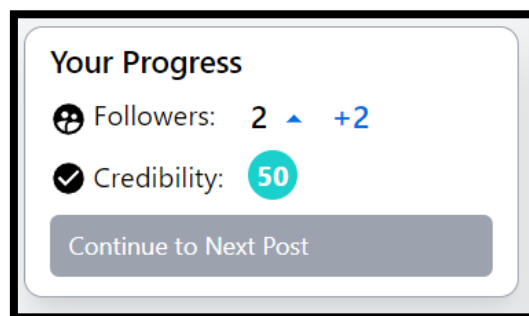 Your Progress
Followers: 2 +2
Credibility: 50
Continue to Next Post